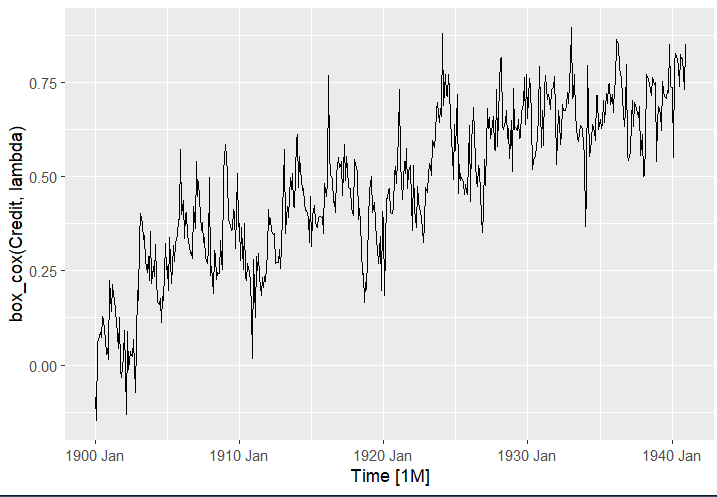 box_cox(Credit, lambda)
0.75
0.50
0.25
0.00
1900 Jan 1910 Jan 1920 Jan 1930 Jan 1940 Jan
Time [1M]